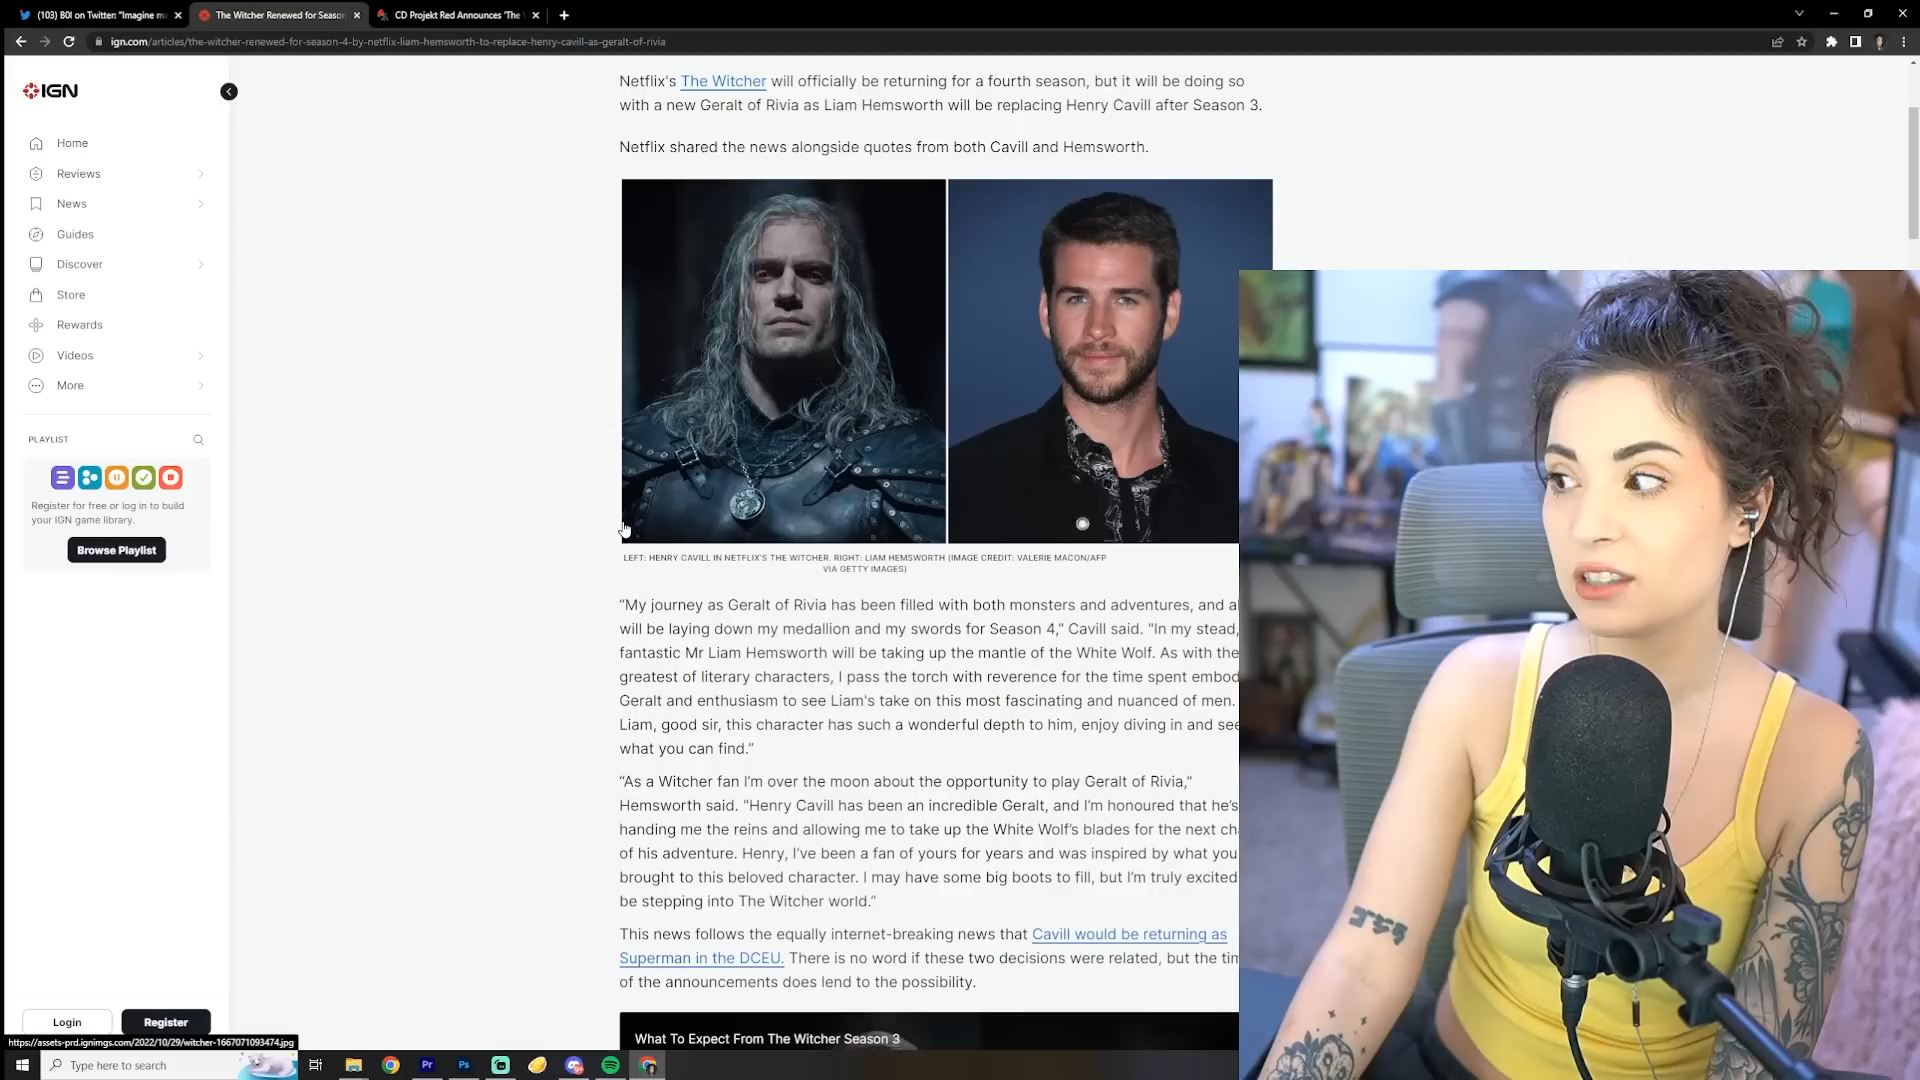 (103) BOI on Twitter: "Imagine m
The Witcher Renewed for Season
CD Projekt Red Announces 'The
ign.com/articles/the-witcher-renewed-for-season-4-by-netflix-liam-hemsworth-to-replace-henry-cavill-as-geralt-of-rivia
IGN
Home
Reviews
News
Guides
Discover
Store
Rewards
Videos
More
PLAYLIST
Register for free or log in to build
your IGN game library.
Browse Playlist
Login
Register
Netflix's The Witcher will officially be returning for a fourth season, but it will be doing so
with a new Geralt of Rivia as Liam Hemsworth will be replacing Henry Cavill after Season 3.
Netflix shared the news alongside quotes from both Cavill and Hemsworth.
LEFT: HENRY CAVILL IN NETFLIX'S THE WITCHER. RIGHT: LIAM HEMSWORTH (IMAGE CREDIT: VALERIE MACON/AFP
VIA GETTY IMAGES)
“My journey as Geralt of Rivia has been filled with both monsters and adventures, and
will be laying down my medallion and my swords for Season 4," Cavill said. "In my stead,
fantastic Mr Liam Hemsworth will be taking up the mantle of the White Wolf. As with the
greatest of literary characters, I pass the torch with reverence for the time spent embod
Geralt and enthusiasm to see Liam's take on this most fascinating and nuanced of men.
Liam, good sir, this character has such a wonderful depth to him, enjoy diving in and see
what you can find.”
“As a Witcher fan I’m over the moon about the opportunity to play Geralt of Rivia,"
Hemsworth said. "Henry Cavill has been an incredible Geralt, and I'm honoured that he's
handing me the reins and allowing me to take up the White Wolf’s blades for the next ch
of his adventure. Henry, I’ve been a fan of yours for years and was inspired by what you
brought to this beloved character. I may have some big boots to fill, but I’m truly excited
be stepping into The Witcher world.”
This news follows the equally internet-breaking news that Cavill would be returning as
Superman in the DCEU. There is no word if these two decisions were related, but the tim
of the announcements does lend to the possibility.
What To Expect From The Witcher Season 3
https://assets-prd.ignimgs.com/2022/10/29/witcher-1667071093474.jpg
Type here to search
Pr
Ps